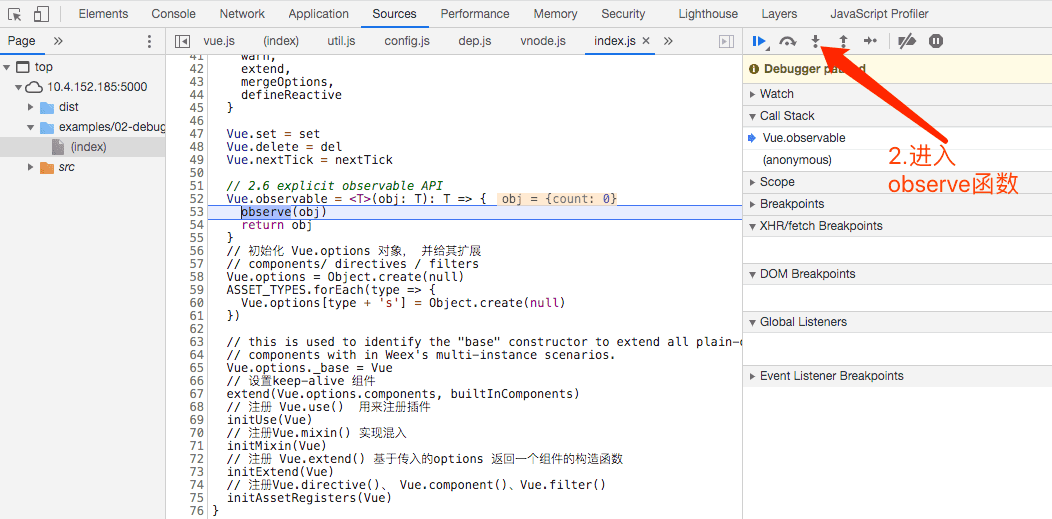 Elements Console Network Application Sources Performance Memory Security Lighthouse Layers JavaScript Profiler
Page
top
10.4.152.185:5000
dist
examples/02-debug
(index)
src
vue.js (index) util.js config.js dep.js vnode.js index.js
41 warn,
42 extend,
43 mergeOptions,
44 defineReactive
45 }
46
47 Vue.set = set
48 Vue.delete = del
49 Vue.nextTick = nextTick
50
51 // 2.6 explicit observable API
52 Vue.observable = <T>(obj: T): T => { obj = {count: 0}
53 observe(obj)
54 return obj
55 }
56 // 初始化 Vue.options 对象， 并给其扩展
57 // components/ directives / filters
58 Vue.options = Object.create(null)
59 ASSET_TYPES.forEach(type => {
60 Vue.options[type + 's'] = Object.create(null)
61 })
62
63 // this is used to identify the "base" constructor to extend all plain-o
64 // components with in Weex's multi-instance scenarios.
65 Vue.options._base = Vue
66 // 设置keep-alive 组件
67 extend(Vue.options.components, builtInComponents)
68 // 注册 Vue.use() 用来注册插件
69 initUse(Vue)
70 // 注册Vue.mixin() 实现混入
71 initMixin(Vue)
72 // 注册 Vue.extend() 基于传入的options 返回一个组件的构造函数
73 initExtend(Vue)
74 // 注册Vue.directive()、 Vue.component()、Vue.filter()
75 initAssetRegisters(Vue)
76 }
Debugger pa d
Watch
Call Stack
Vue.observable
(anonymous)
Scope
Breakpoints
XHR/fetch Breakpoints
DOM Breakpoints
Global Listeners
Event Listener Breakpoints
2.进入
observe函数